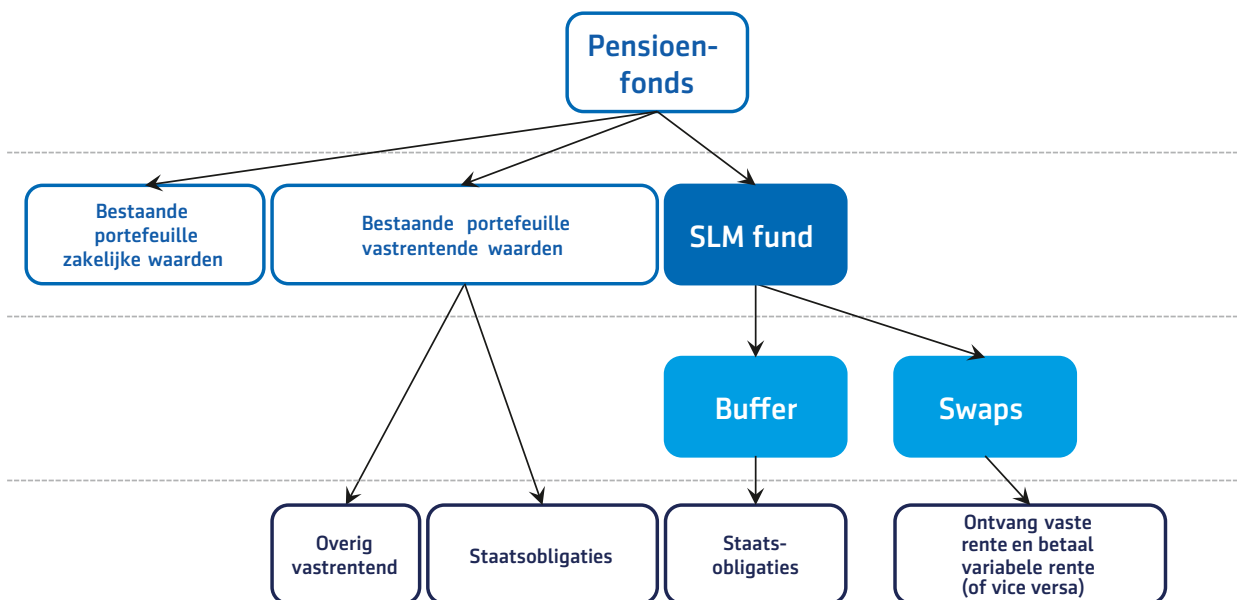 Pensioen-
fonds
Bestaande
portefeuille
zakelijke waarden
Bestaande portefeuille
vastrentende waarden
SLM fund
Buffer
Swaps
Overig
vastrentend
Staatsobligaties
Staats-
obligaties
Ontvang vaste
rente en betaal
variabele rente
(of vice versa)